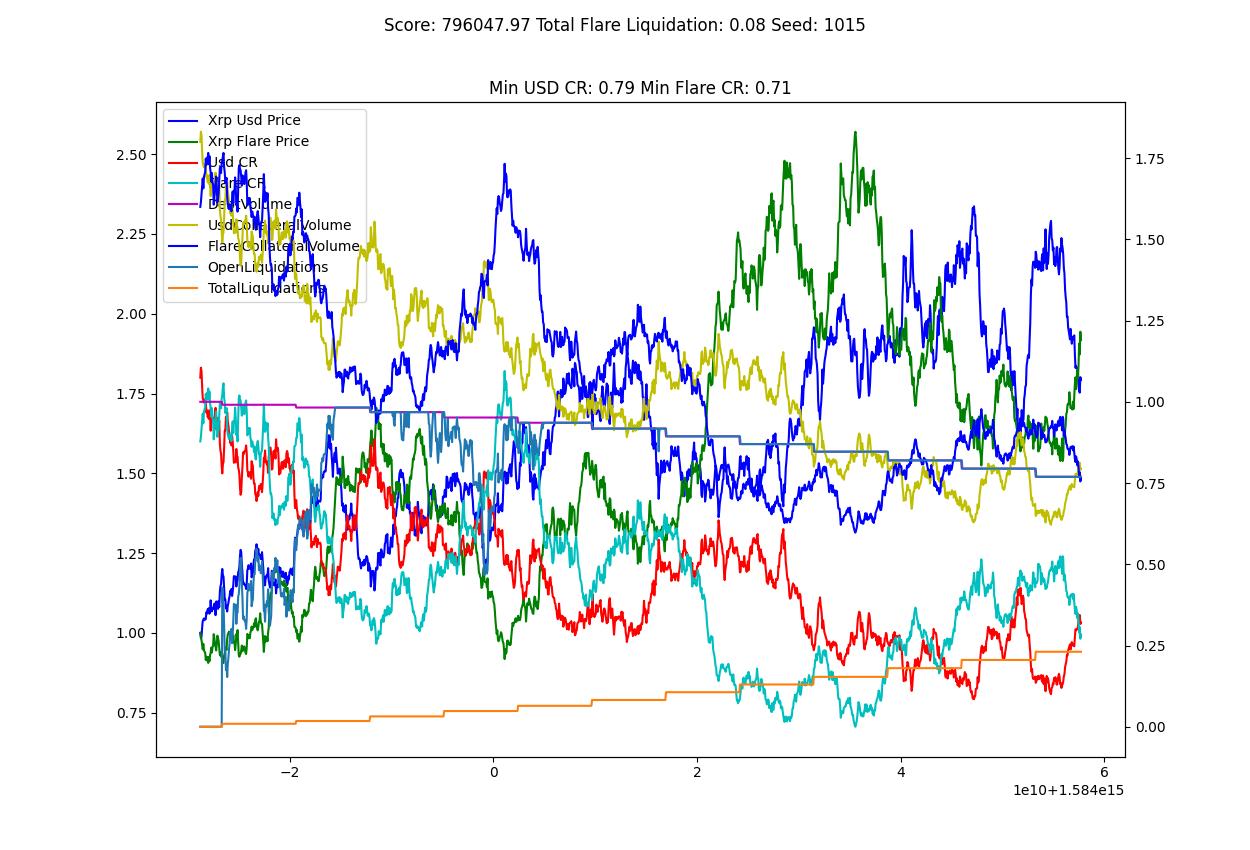 Score: 796047.97 Total Flare Liquidation: 0.08 Seed: 1015
Min USD CR: 0.79 Min Flare CR: 0.71
Xrp Usd Price
Xrp Flare Price
Usd CR
Flare CR
DebtVolume
UsdCollateralVolume
FlareCollateralVolume
OpenLiquidations
TotalLiquidations
2.50
2.25
2.00
1.75
1.50
1.25
1.00
0.75
1.75
1.50
1.25
1.00
0.75
0.50
0.25
0.00
−2
0
2
4
6
1e10+1.584e15